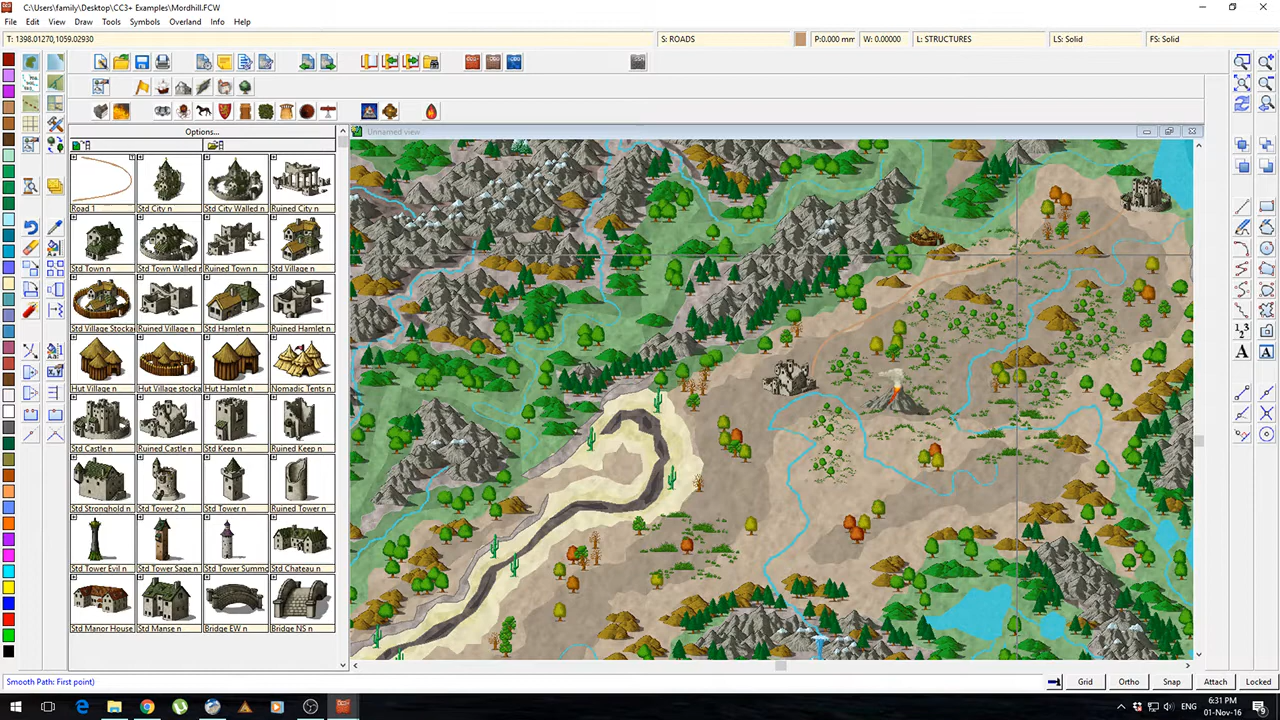 C:\Users\family\Desktop\CC3+ Examples\Mordhill.FCW
File Edit View Draw Tools Symbols Overland Info Help
T: 1398.01270,1059.02930 S: ROADS P:0.000 mm W: 0.00000 L: STRUCTURES LS: Solid FS: Solid
Options... Unnamed view
Road 1 Std City n Std City Walled n Ruined City n
Std Town n Std Town Walled n Ruined Town n Std Village n
Std Village Stocka Ruined Village n Std Hamlet n Ruined Hamlet n
Hut Village n Hut Village stocka Hut Hamlet n Nomadic Tents n
Std Castle n Ruined Castle n Std Keep n Ruined Keep n
Std Stronghold n Std Tower 2 n Std Tower n Ruined Tower n
Std Tower Evil n Std Tower Sage n Std Tower Summo Std Chateau n
Std Manor House Std Manse n Bridge EW n Bridge NS n
Smooth Path: First point) Grid Ortho Snap Attach Locked
ENG 6:31 PM
01-Nov-16